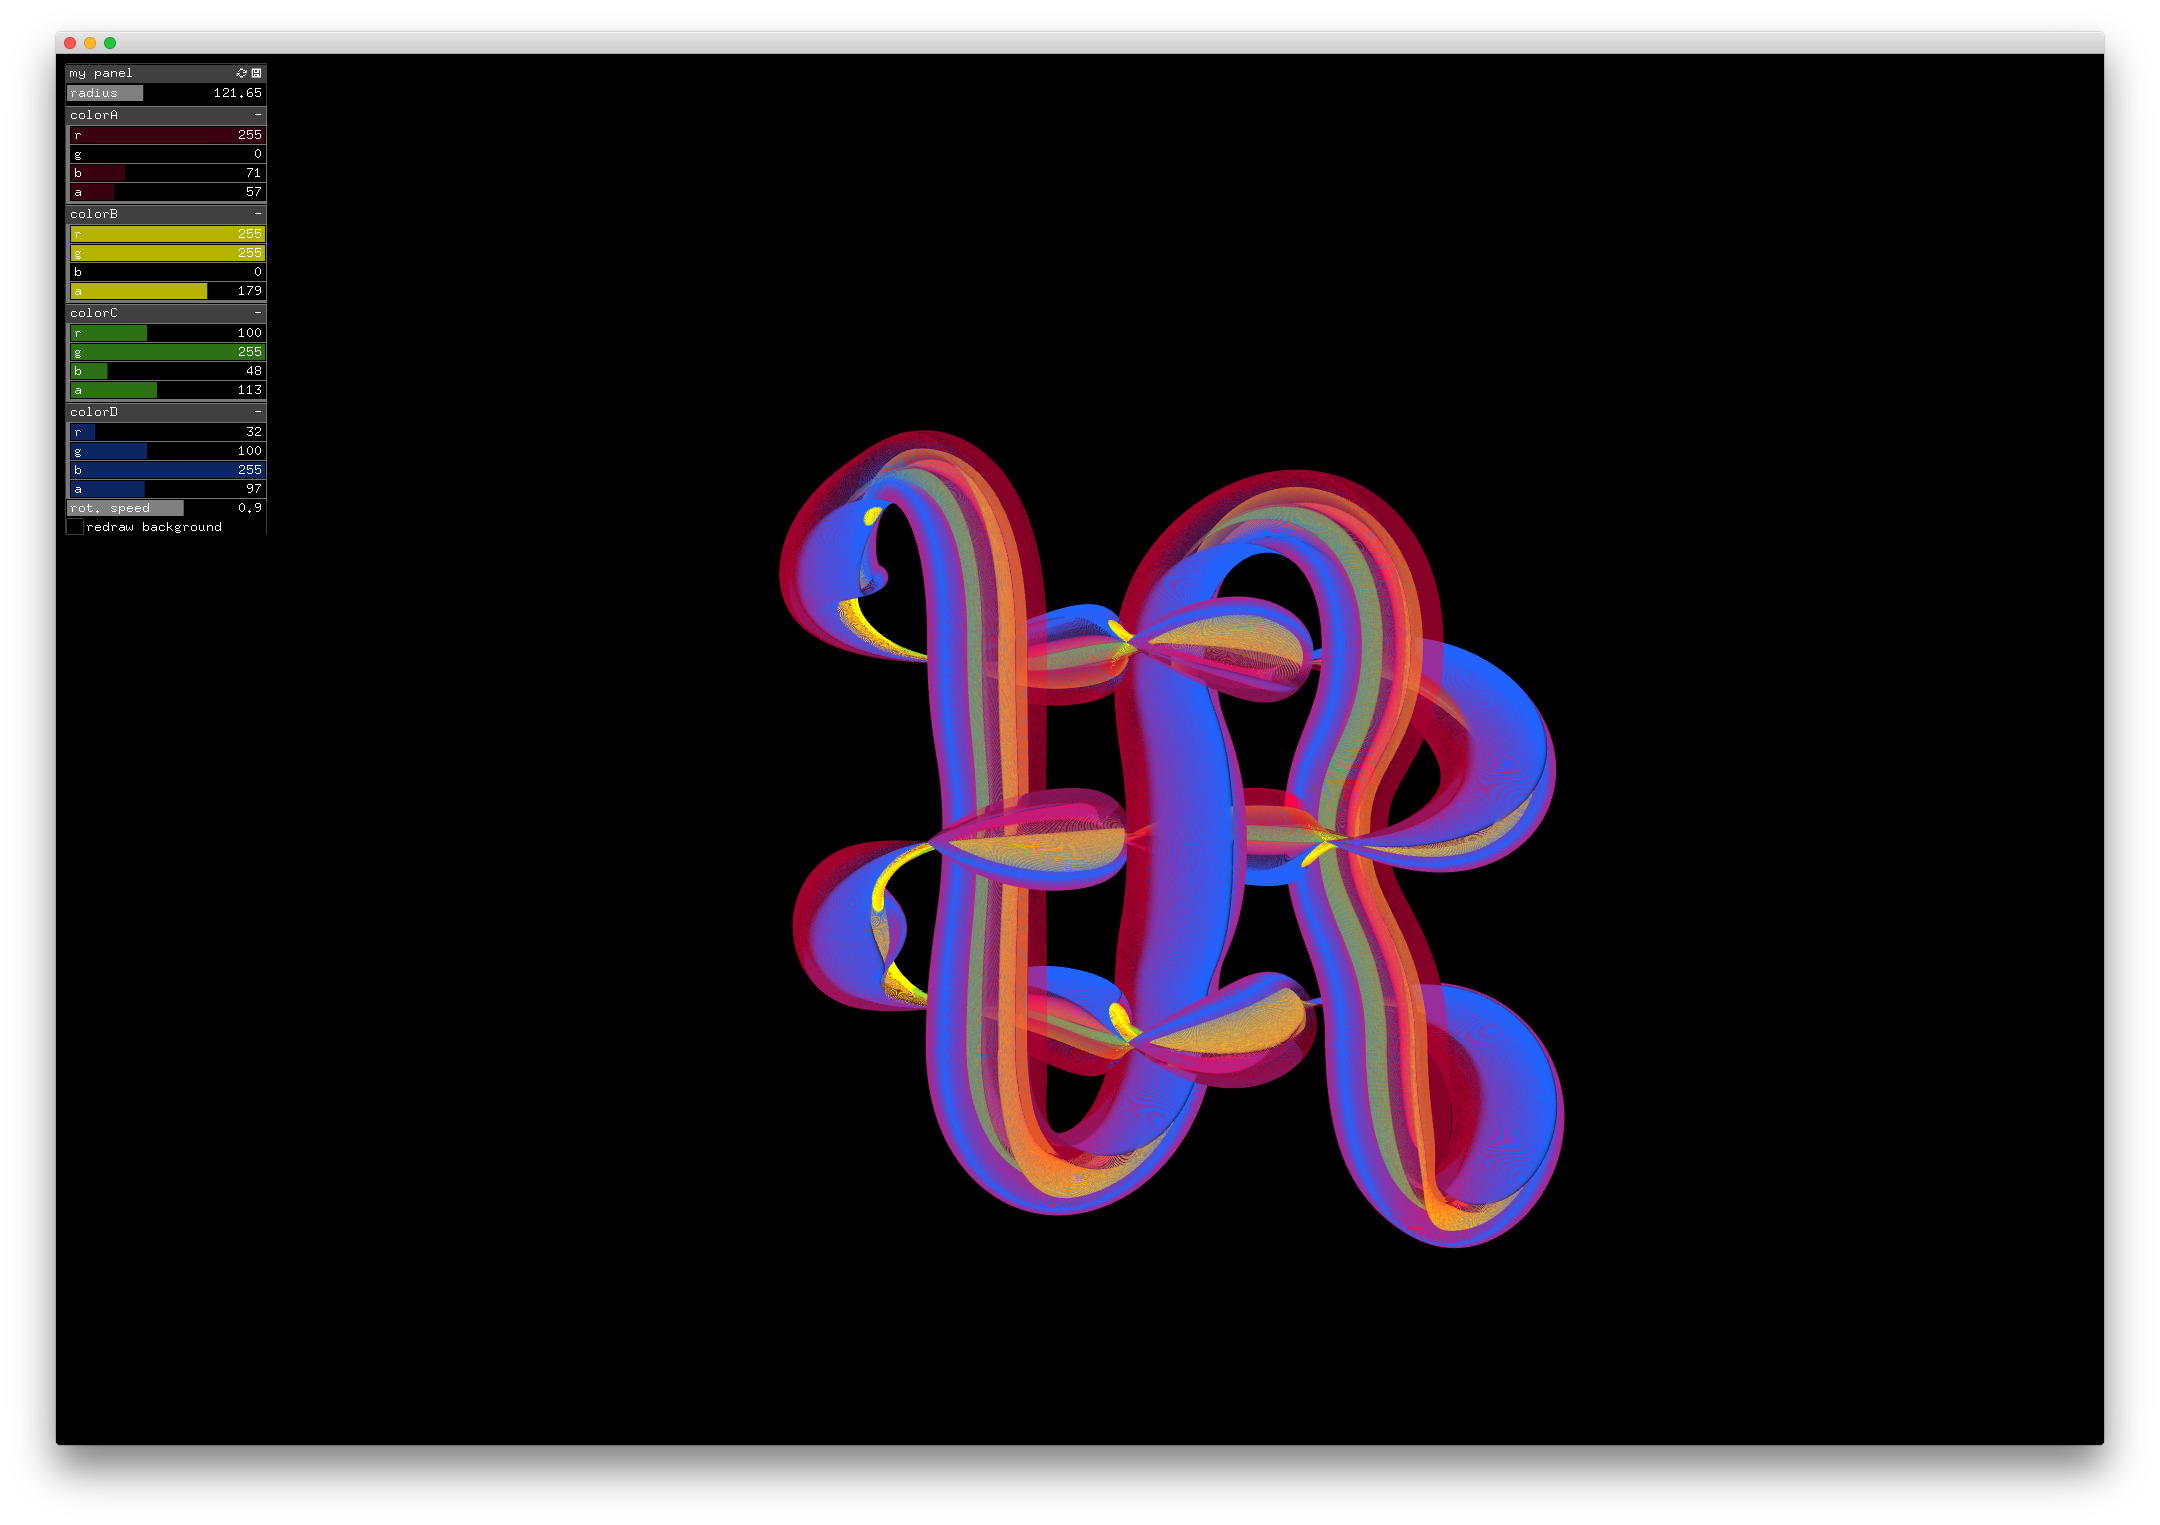 my panel
radius 121.65
colorA -
r 255
g 0
b 71
a 57
colorB -
r 255
g 255
b 0
a 179
colorC -
r 100
g 255
b 48
a 113
colorD -
r 32
g 100
b 255
a 97
rot. speed 0.9
redraw background